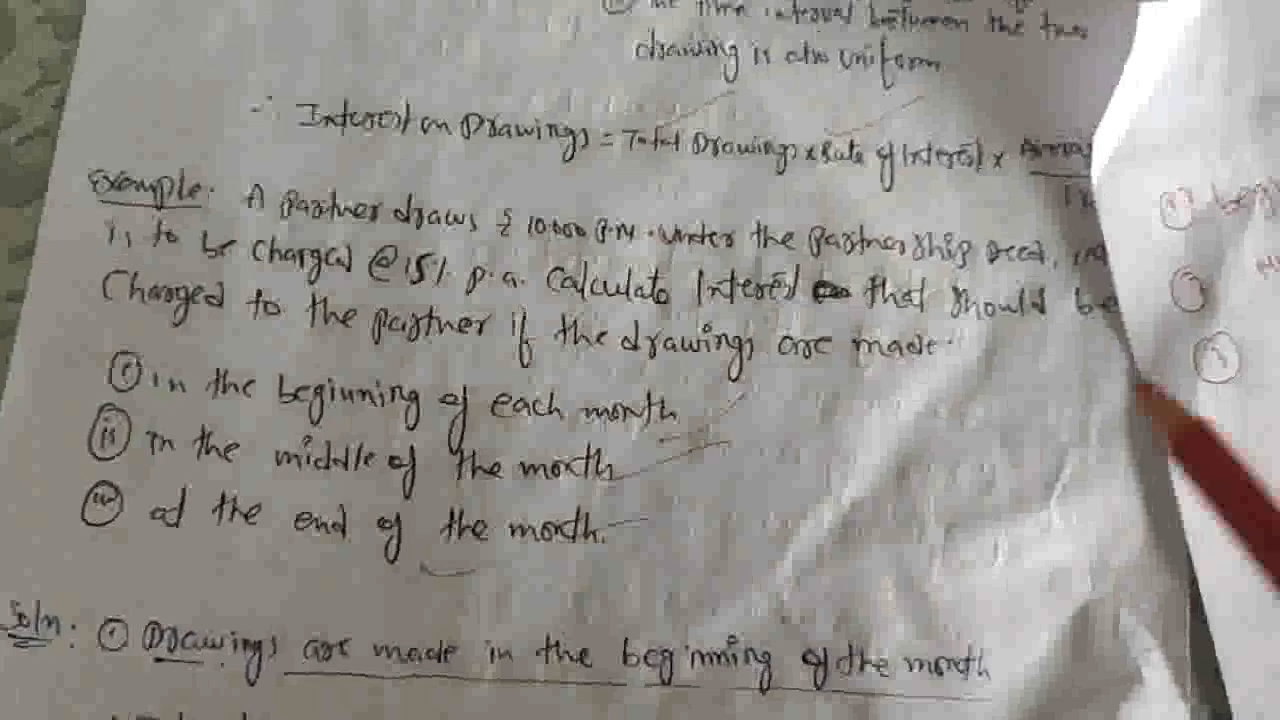 the time interval between the two
drawing is also uniform
∴ Interest on Drawings = Total Drawings x Rate of Interest x
Example: A partner draws ₹ 10,000 p.m. under the partnership deed,
is to be charged @ 15% p.a. calculate Interest that should be
Charged to the partner if the drawings are made.
(i) in the beginning of each month
(ii) in the middle of the month
(iii) at the end of the month.
Soln: (i) Drawings are made in the beginning of the month